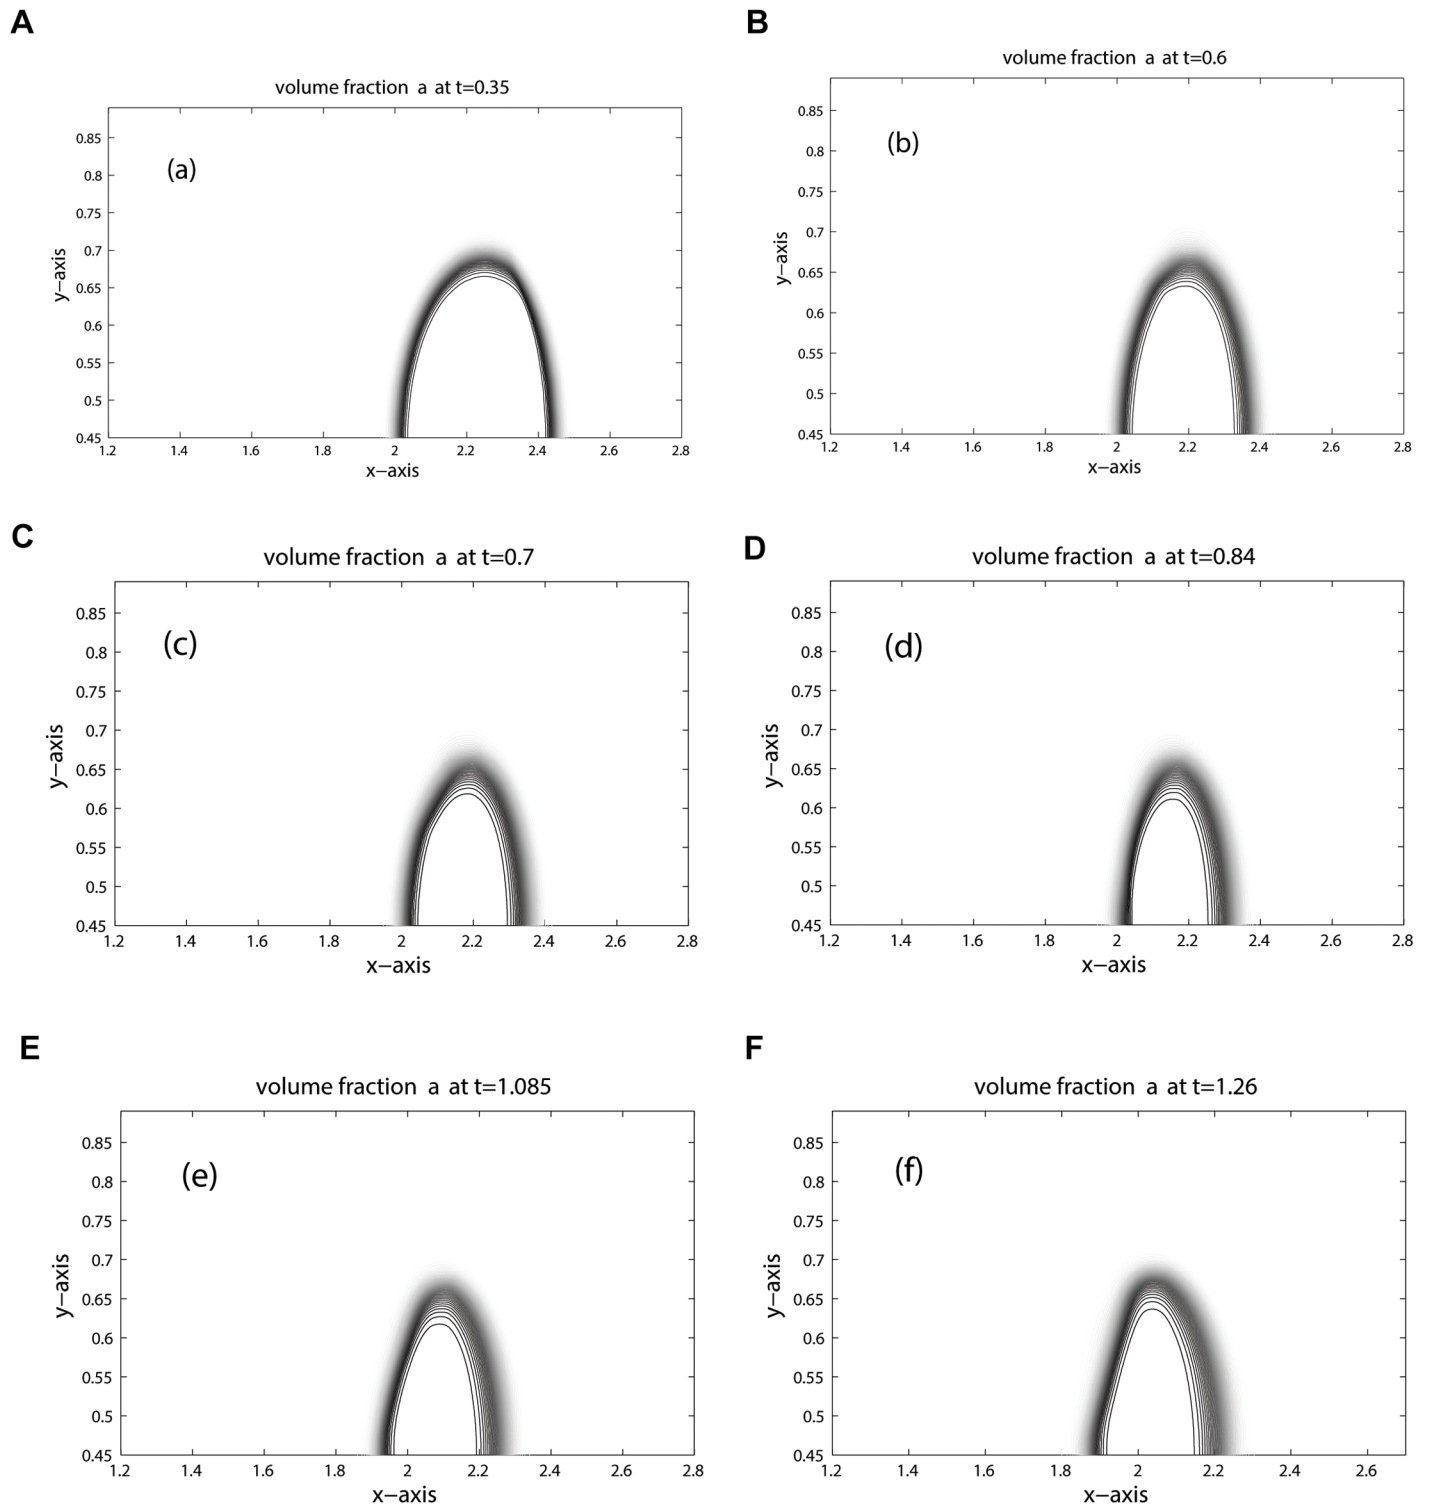 A
volume fraction a at t=0.35
(a)
0.85
0.8
0.75
0.7
0.65
0.6
0.55
0.5
0.45
y−axis
1.2 1.4 1.6 1.8 2 2.2 2.4 2.6 2.8
x−axis
B
volume fraction a at t=0.6
(b)
0.85
0.8
0.75
0.7
0.65
0.6
0.55
0.5
0.45
y−axis
1.2 1.4 1.6 1.8 2 2.2 2.4 2.6 2.8
x−axis
C
volume fraction a at t=0.7
(c)
0.85
0.8
0.75
0.7
0.65
0.6
0.55
0.5
0.45
y−axis
1.2 1.4 1.6 1.8 2 2.2 2.4 2.6 2.8
x−axis
D
volume fraction a at t=0.84
(d)
0.85
0.8
0.75
0.7
0.65
0.6
0.55
0.5
0.45
y−axis
1.2 1.4 1.6 1.8 2 2.2 2.4 2.6 2.8
x−axis
E
volume fraction a at t=1.085
(e)
0.85
0.8
0.75
0.7
0.65
0.6
0.55
0.5
0.45
y−axis
1.2 1.4 1.6 1.8 2 2.2 2.4 2.6 2.8
x−axis
F
volume fraction a at t=1.26
(f)
0.85
0.8
0.75
0.7
0.65
0.6
0.55
0.5
0.45
y−axis
1.2 1.4 1.6 1.8 2 2.2 2.4 2.6
x−axis